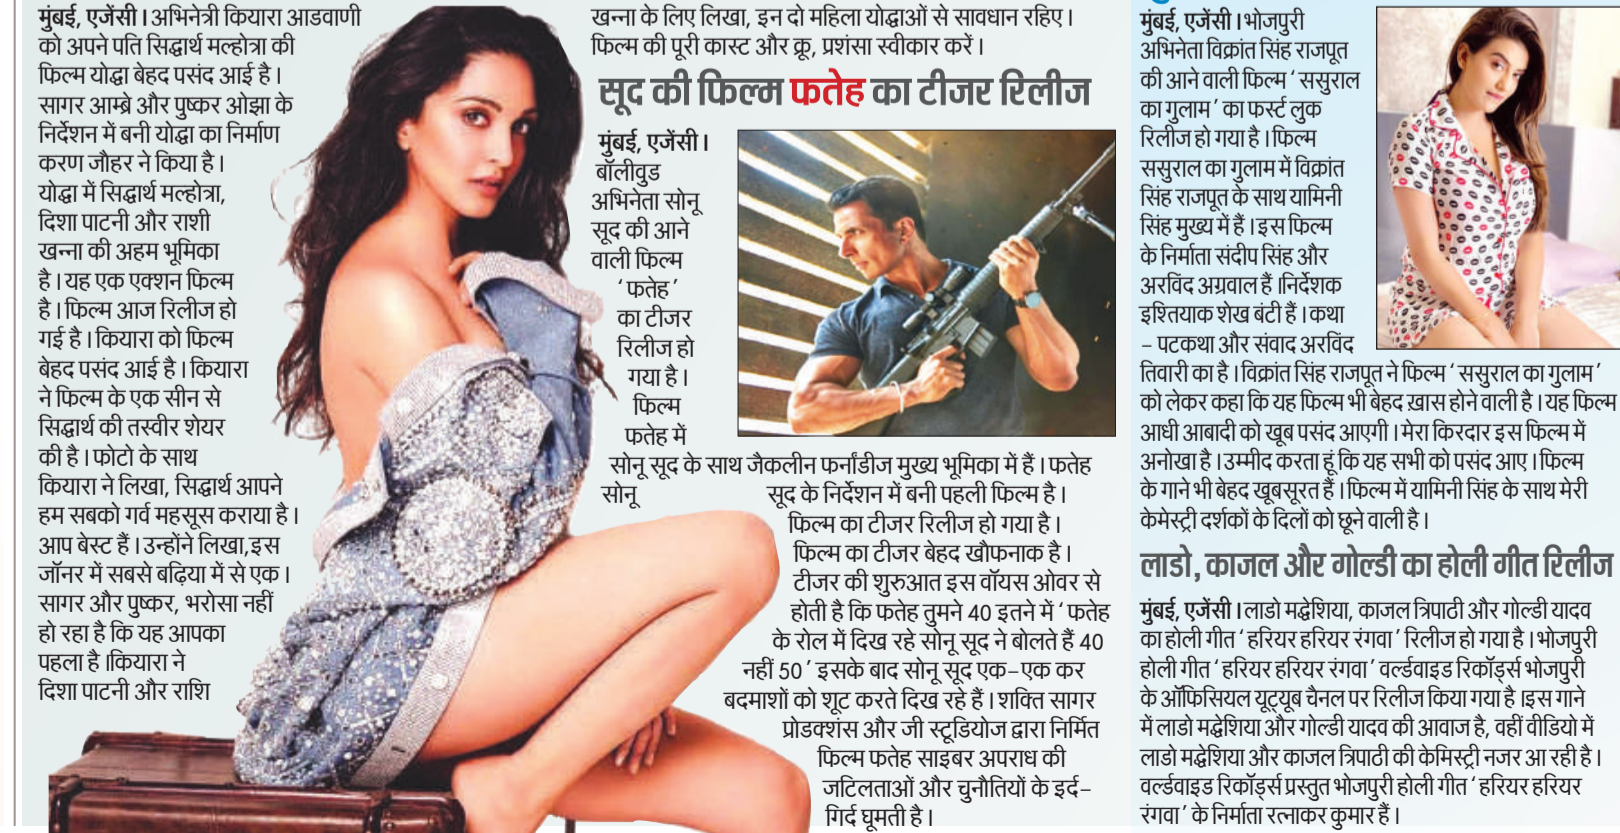 मुंबई, एजेंसी। अभिनेत्री कियारा आडवाणी
को अपने पति सिद्धार्थ मल्होत्रा की
फिल्म योद्धा बेहद पसंद आई है।
सागर आम्ब्रे और पुष्कर ओझा के
निर्देशन में बनी योद्धा का निर्माण
करण जौहर ने किया है।
योद्धा में सिद्धार्थ मल्होत्रा,
दिशा पाटनी और राशी
खन्ना की अहम भूमिका
है। यह एक एक्शन फिल्म
है। फिल्म आज रिलीज हो
गई है। कियारा को फिल्म
बेहद पसंद आई है। कियारा
ने फिल्म के एक सीन से
सिद्धार्थ की तस्वीर शेयर
की है। फोटो के साथ
कियारा ने लिखा, सिद्धार्थ आपने
हम सबको गर्व महसूस कराया है।
आप बेस्ट हैं। उन्होंने लिखा,इस
जॉनर में सबसे बढ़िया में से एक।
सागर और पुष्कर, भरोसा नहीं
हो रहा है कि यह आपका
पहला है।कियारा ने
दिशा पाटनी और राशि
खन्ना के लिए लिखा, इन दो महिला योद्धाओं से सावधान रहिए।
फिल्म की पूरी कास्ट और क्रू, प्रशंसा स्वीकार करें।
सूद की फिल्म फतेह का टीजर रिलीज
मुंबई, एजेंसी।
बॉलीवुड
अभिनेता सोनू
सूद की आने
वाली फिल्म
‘फतेह’
का टीजर
रिलीज हो
गया है।
फिल्म
फतेह में
सोनू सूद के साथ जैकलीन फर्नांडीज मुख्य भूमिका में हैं। फतेह
सोनू सूद के निर्देशन में बनी पहली फिल्म है।
फिल्म का टीजर रिलीज हो गया है।
फिल्म का टीजर बेहद खौफनाक है।
टीजर की शुरुआत इस वॉयस ओवर से
होती है कि फतेह तुमने 40 इतने में ‘फतेह
के रोल में दिख रहे सोनू सूद ने बोलते हैं 40
नहीं 50’ इसके बाद सोनू सूद एक-एक कर
बदमाशों को शूट करते दिख रहे हैं। शक्ति सागर
प्रोडक्शंस और जी स्टूडियोज द्वारा निर्मित
फिल्म फतेह साइबर अपराध की
जटिलताओं और चुनौतियों के इर्द-
गिर्द घूमती है।
मुंबई, एजेंसी।भोजपुरी
अभिनेता विक्रांत सिंह राजपूत
की आने वाली फिल्म ‘ससुराल
का गुलाम’ का फर्स्ट लुक
रिलीज हो गया है।फिल्म
ससुराल का गुलाम में विक्रांत
सिंह राजपूत के साथ यामिनी
सिंह मुख्य में हैं। इस फिल्म
के निर्माता संदीप सिंह और
अरविंद अग्रवाल हैं।निर्देशक
इश्तियाक शेख बंटी हैं। कथा
- पटकथा और संवाद अरविंद
तिवारी का है।विक्रांत सिंह राजपूत ने फिल्म ‘ससुराल का गुलाम’
को लेकर कहा कि यह फिल्म भी बेहद ख़ास होने वाली है। यह फिल्म
आधी आबादी को खूब पसंद आएगी। मेरा किरदार इस फिल्म में
अनोखा है। उम्मीद करता हूं कि यह सभी को पसंद आए। फिल्म
के गाने भी बेहद खूबसूरत हैं।फिल्म में यामिनी सिंह के साथ मेरी
केमेस्ट्री दर्शकों के दिलों को छूने वाली है।
लाडो, काजल और गोल्डी का होली गीत रिलीज
मुंबई, एजेंसी। लाडो मद्धेशिया, काजल त्रिपाठी और गोल्डी यादव
का होली गीत ‘हरियर हरियर रंगवा’ रिलीज हो गया है। भोजपुरी
होली गीत ‘हरियर हरियर रंगवा’ वर्ल्डवाइड रिकॉर्ड्स भोजपुरी
के ऑफिसियल यूट्यूब चैनल पर रिलीज किया गया है।इस गाने
में लाडो मद्धेशिया और गोल्डी यादव की आवाज है, वहीं वीडियो में
लाडो मद्धेशिया और काजल त्रिपाठी की केमिस्ट्री नजर आ रही है।
वर्ल्डवाइड रिकॉर्ड्स प्रस्तुत भोजपुरी होली गीत ‘हरियर हरियर
रंगवा’ के निर्माता रत्नाकर कुमार हैं।